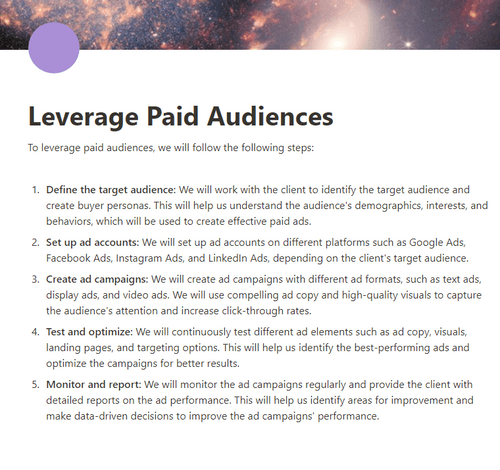 Leverage Paid Audiences
To leverage paid audiences, we will follow the following steps:
1. Define the target audience: We will work with the client to identify the target audience and
create buyer personas. This will help us understand the audience's demographics, interests, and
behaviors, which will be used to create effective paid ads.
2. Set up ad accounts: We will set up ad accounts on different platforms such as Google Ads,
Facebook Ads, Instagram Ads, and LinkedIn Ads, depending on the client's target audience.
3. Create ad campaigns: We will create ad campaigns with different ad formats, such as text ads,
display ads, and video ads. We will use compelling ad copy and high-quality visuals to capture
the audience's attention and increase click-through rates.
4. Test and optimize: We will continuously test different ad elements such as ad copy, visuals,
landing pages, and targeting options. This will help us identify the best-performing ads and
optimize the campaigns for better results.
5. Monitor and report: We will monitor the ad campaigns regularly and provide the client with
detailed reports on the ad performance. This will help us identify areas for improvement and
make data-driven decisions to improve the ad campaigns' performance.